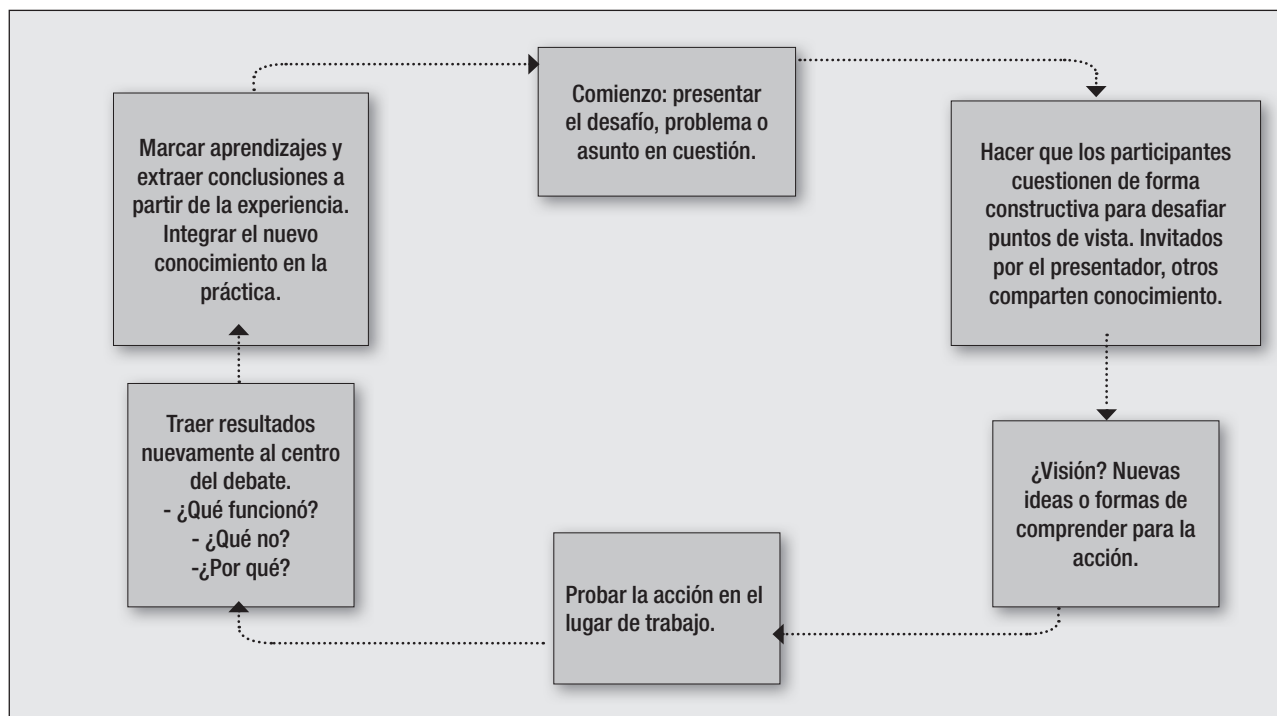 Comienzo: presentar
el desafío, problema o
asunto en cuestión.
Hacer que los participantes
cuestionen de forma
constructiva para desafiar
puntos de vista. Invitados
por el presentador, otros
comparten conocimiento.
¿Visión? Nuevas
ideas o formas de
comprender para la
acción.
Probar la acción en el
lugar de trabajo.
Traer resultados
nuevamente al centro
del debate.
- ¿Qué funcionó?
- ¿Qué no?
-¿Por qué?
Marcar aprendizajes y
extraer conclusiones a
partir de la experiencia.
Integrar el nuevo
conocimiento en la
práctica.